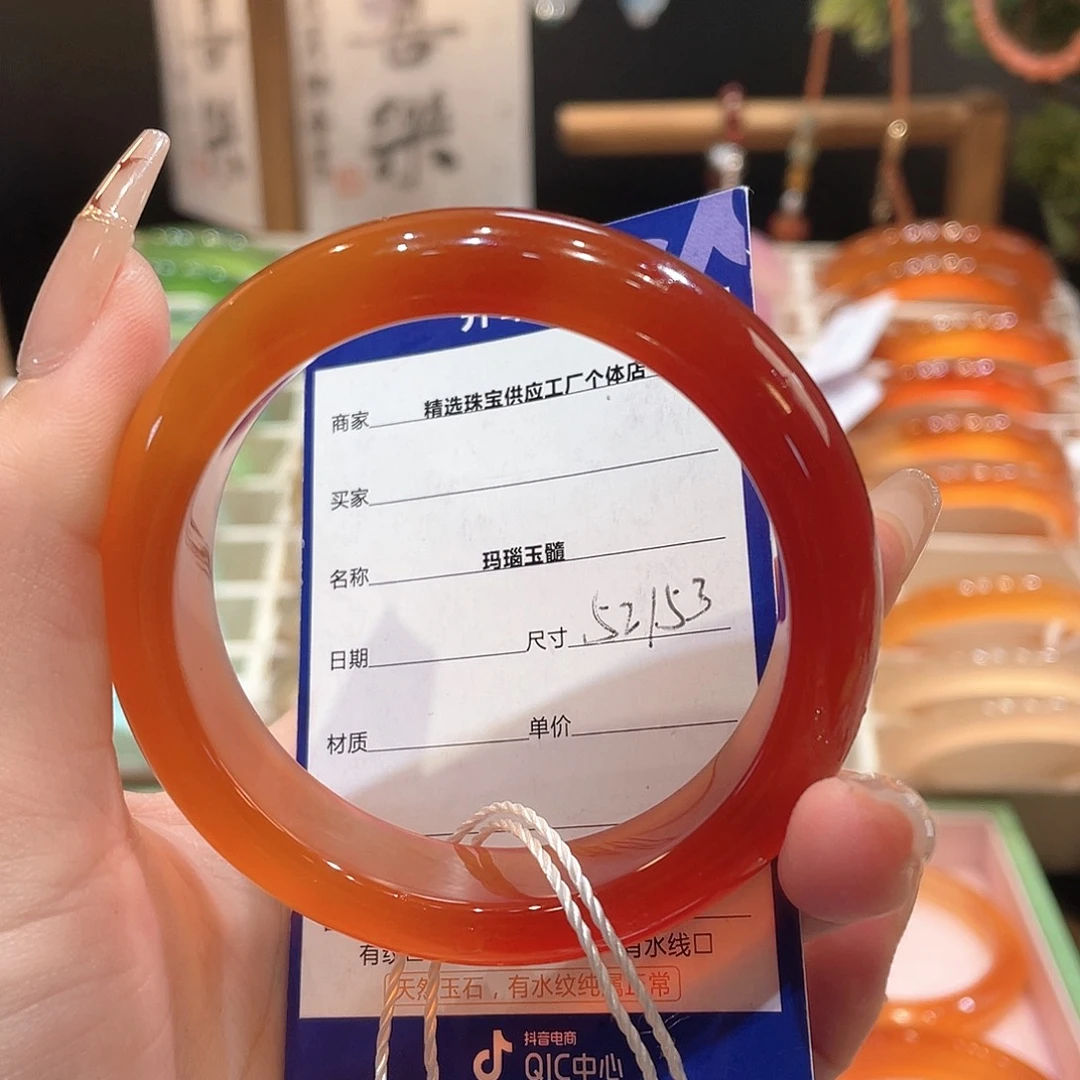 喜
樂
商家 精选珠宝供应工厂个体店
买家
名称 玛瑙玉髓
日期 尺寸 52/53
材质 单价
有水线□
天然玉石，有水纹纯属正常
抖音电商
QIC中心